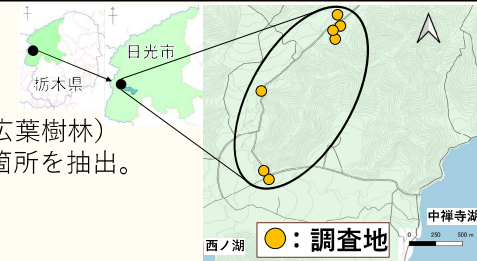 栃木県
日光市
広葉樹林)
箇所を抽出。
西ノ湖
:調査地
中禅寺湖
0 250 500 m